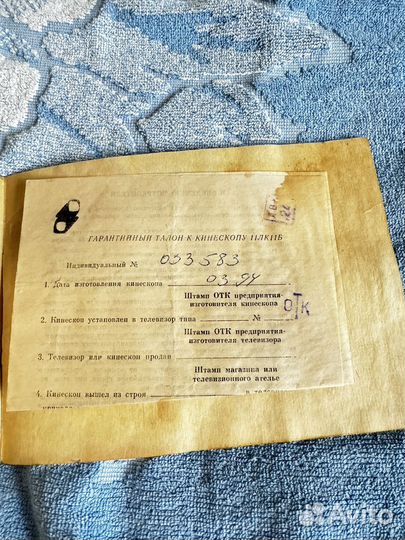 ГАРАНТИЙНЫЙ ТАЛОН К КИНЕСКОПУ 11ЛК11Б
Индивидуальный № 053583
1. Дата изготовления кинескопа 03.94
Штамп ОТК предприятия-
изготовителя кинескопа
ОТК
2. Кинескоп установлен в телевизор типа №
Штамп ОТК предприятия-
изготовителя телевизора
3. Телевизор или кинескоп продан
Штамп магазина или
телевизионного ателье
4. Кинескоп вышел из строя
Avito